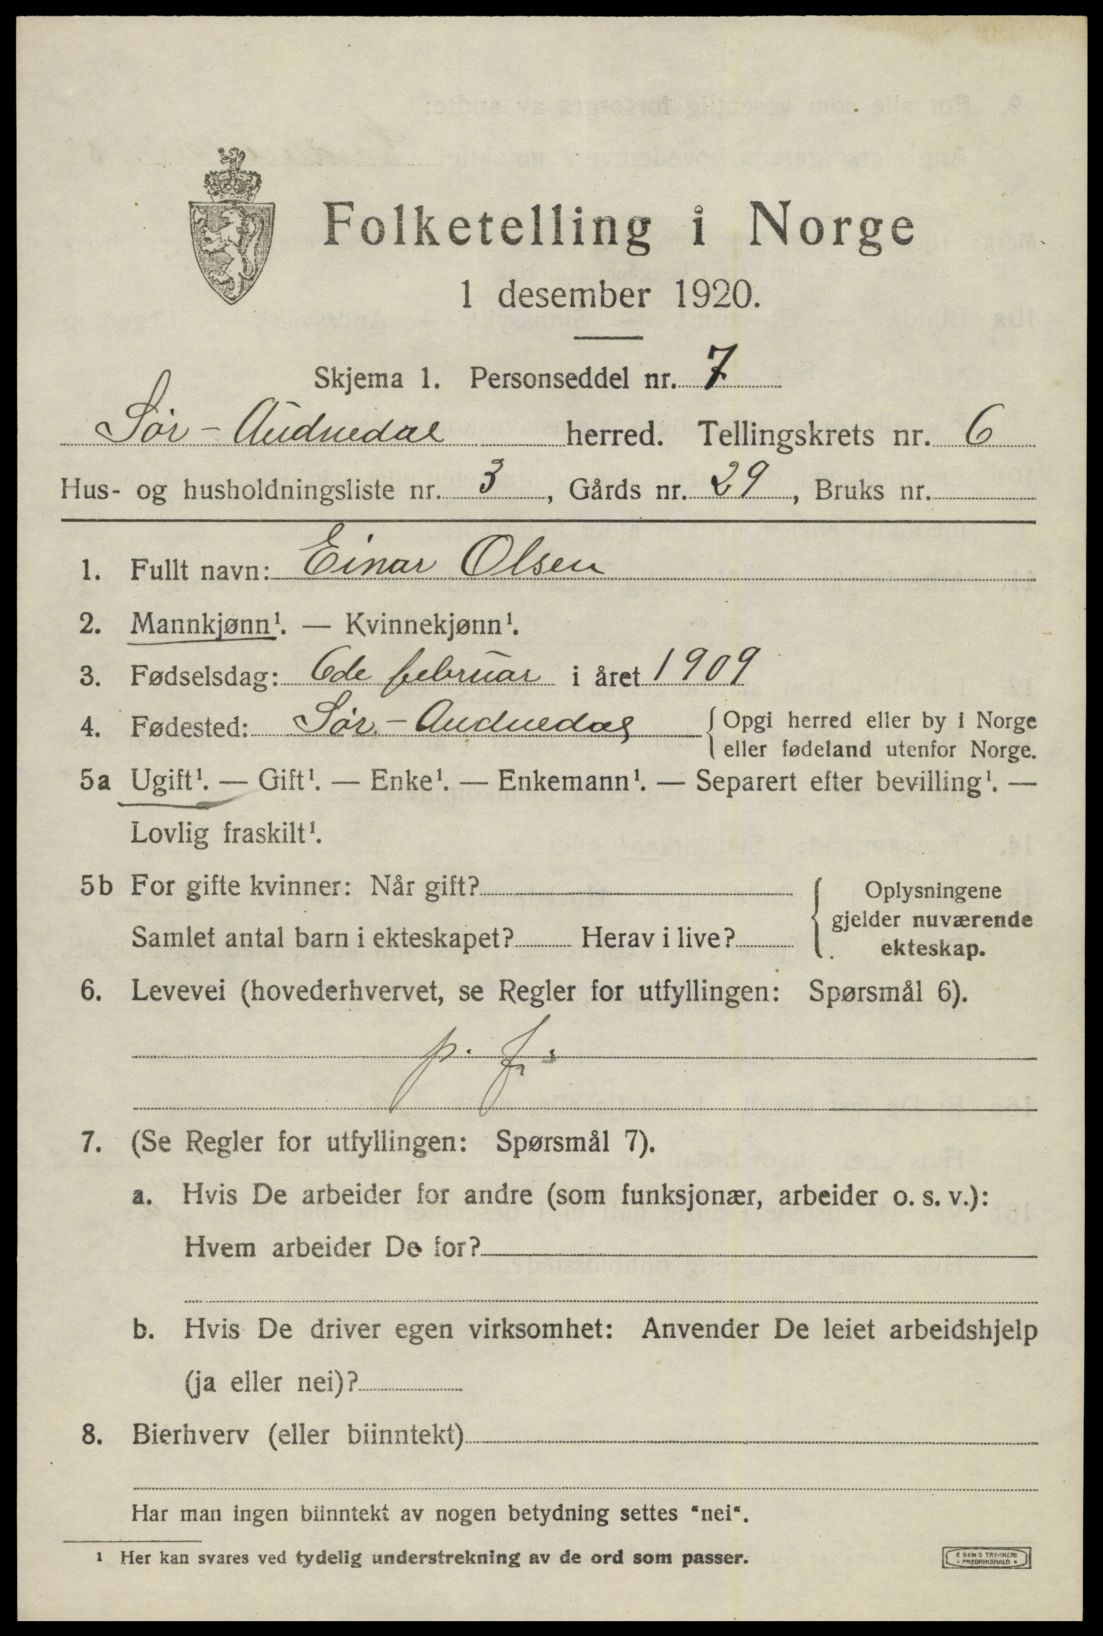 Folketelling i Norge
1 desember 1920.
Skjema 1. Personseddel nr. 7
Sør-Audnedal herred. Tellingskrets nr. 6
Hus- og husholdningsliste nr. 3, Gårds nr. 29, Bruks nr.
1. Fullt navn: Einar Olsen
2. Mannkjønn¹. — Kvinnekjønn¹.
3. Fødselsdag: 6de februar i året 1909
4. Fødested: Sør-Audnedal { Opgi herred eller by i Norge
eller fødeland utenfor Norge.
5a Ugift¹. — Gift¹. — Enke¹. — Enkemann¹. — Separert efter bevilling¹. —
Lovlig fraskilt¹.
5b For gifte kvinner: Når gift?
Samlet antal barn i ekteskapet? Herav i live?
{ Oplysningene
gjelder nuværende
ekteskap.
6. Levevei (hovederhvervet, se Regler for utfyllingen: Spørsmål 6).
p. f.
7. (Se Regler for utfyllingen: Spørsmål 7).
a. Hvis De arbeider for andre (som funksjonær, arbeider o. s. v.):
Hvem arbeider De for?
b. Hvis De driver egen virksomhet: Anvender De leiet arbeidshjelp
(ja eller nei)?
8. Bierhverv (eller biinntekt)
Har man ingen biinntekt av nogen betydning settes "nei".
¹ Her kan svares ved tydelig understrekning av de ord som passer.